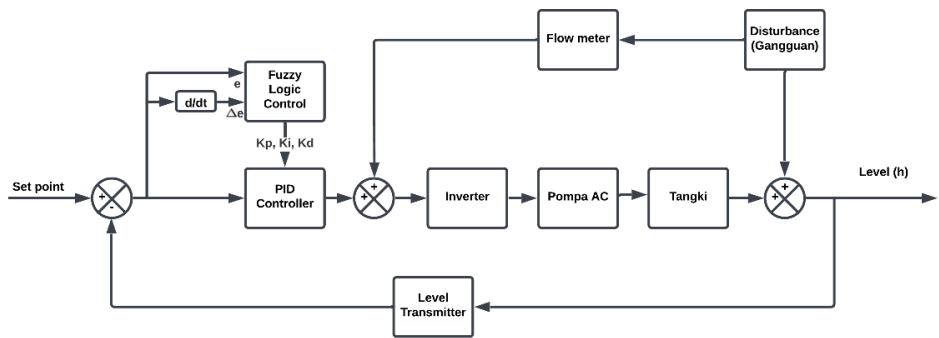 Flow meter
Disturbance
(Gangguan)
Fuzzy
Logic
Control
e
d/dt
Δe
Kp, Ki, Kd
Set point
+
-
PID
Controller
+
+
Inverter
Pompa AC
Tangki
+
+
Level (h)
Level
Transmitter